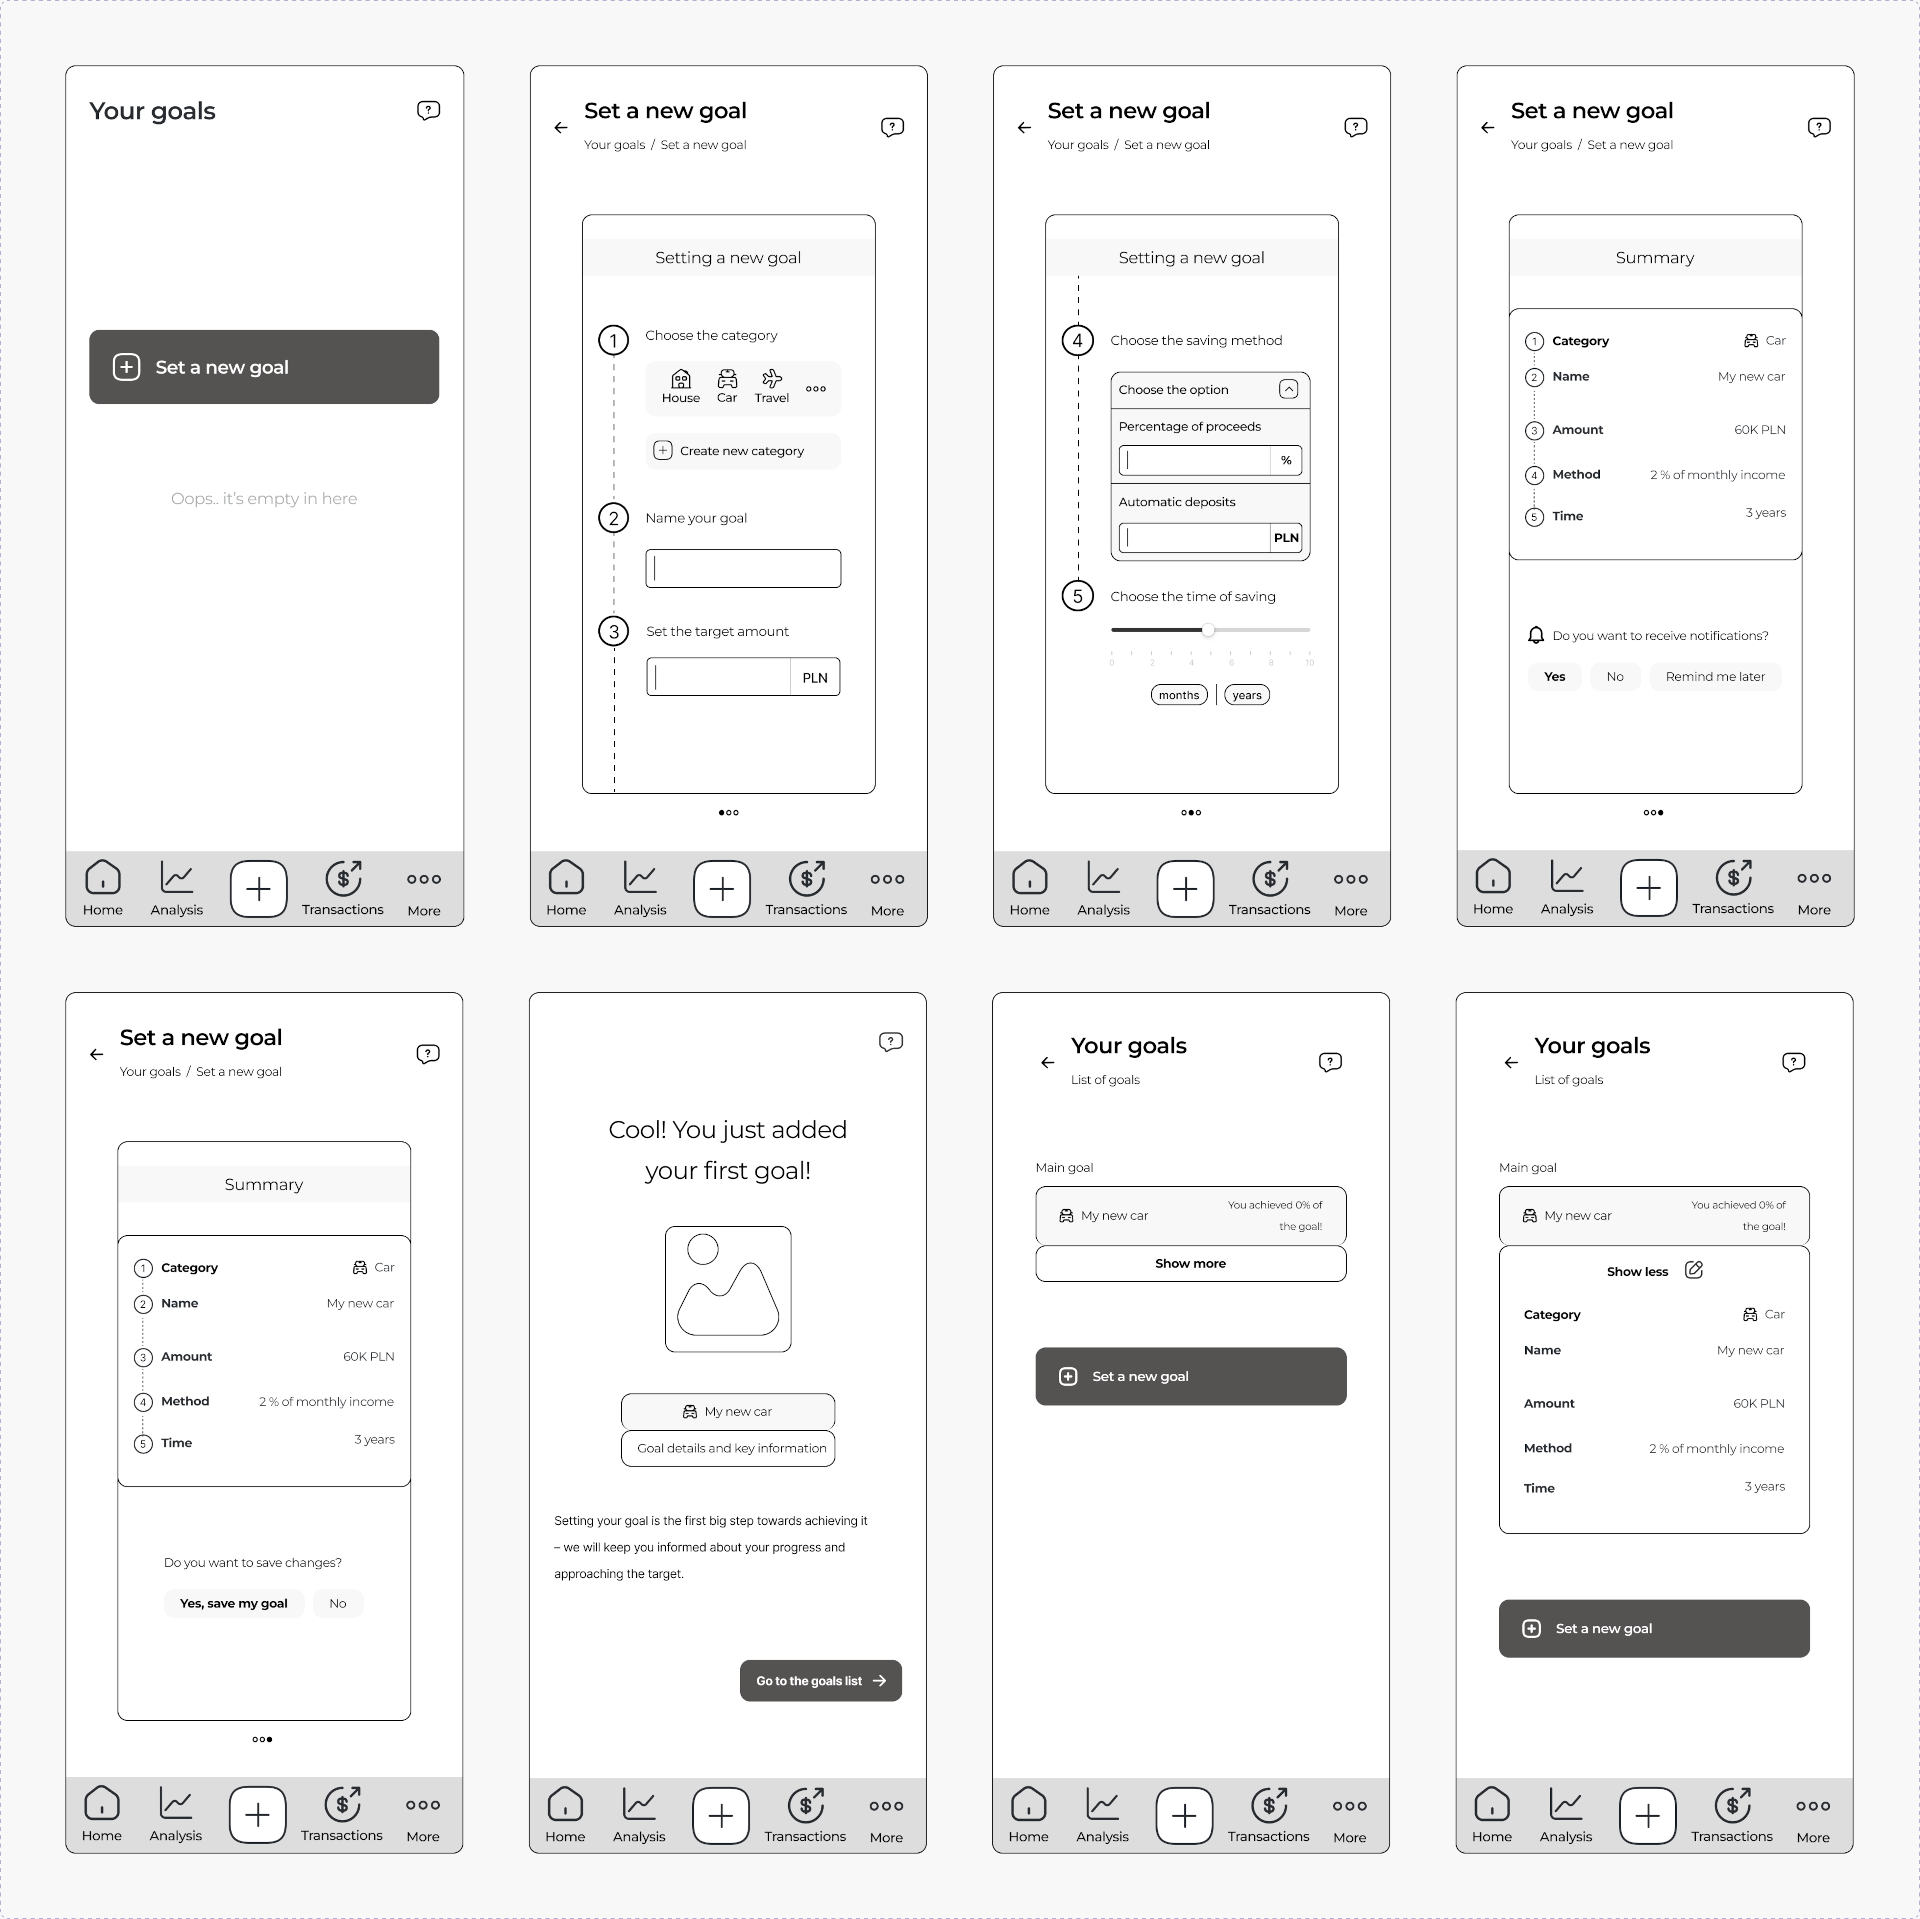 Your goals
?
Set a new goal
Oops.. it's empty in here
Home
Analysis
$
Transactions
More
Set a new goal
Your goals / Set a new goal
?
Setting a new goal
1
Choose the category
House
Car
Travel
Create new category
2
Name your goal
3
Set the target amount
PLN
Home
Analysis
$
Transactions
More
Set a new goal
Your goals / Set a new goal
?
Setting a new goal
4
Choose the saving method
Choose the option
Percentage of proceeds
%
Automatic deposits
PLN
5
Choose the time of saving
0 2 4 6 8 10
months
years
Home
Analysis
$
Transactions
More
Set a new goal
Your goals / Set a new goal
?
Summary
1 Category Car
2 Name My new car
3 Amount 60K PLN
4 Method 2 % of monthly income
5 Time 3 years
Do you want to receive notifications?
Yes No Remind me later
Home
Analysis
$
Transactions
More
Set a new goal
Your goals / Set a new goal
?
Summary
1 Category Car
2 Name My new car
3 Amount 60K PLN
4 Method 2 % of monthly income
5 Time 3 years
Do you want to save changes?
Yes, save my goal No
Home
Analysis
$
Transactions
More
?
Cool! You just added
your first goal!
My new car
Goal details and key information
Setting your goal is the first big step towards achieving it
– we will keep you informed about your progress and
approaching the target.
Go to the goals list
Home
Analysis
$
Transactions
More
Your goals
List of goals
?
Main goal
My new car
You achieved 0% of
the goal!
Show more
Set a new goal
Home
Analysis
$
Transactions
More
Your goals
List of goals
?
Main goal
My new car
You achieved 0% of
the goal!
Show less
Category Car
Name My new car
Amount 60K PLN
Method 2 % of monthly income
Time 3 years
Set a new goal
Home
Analysis
$
Transactions
More